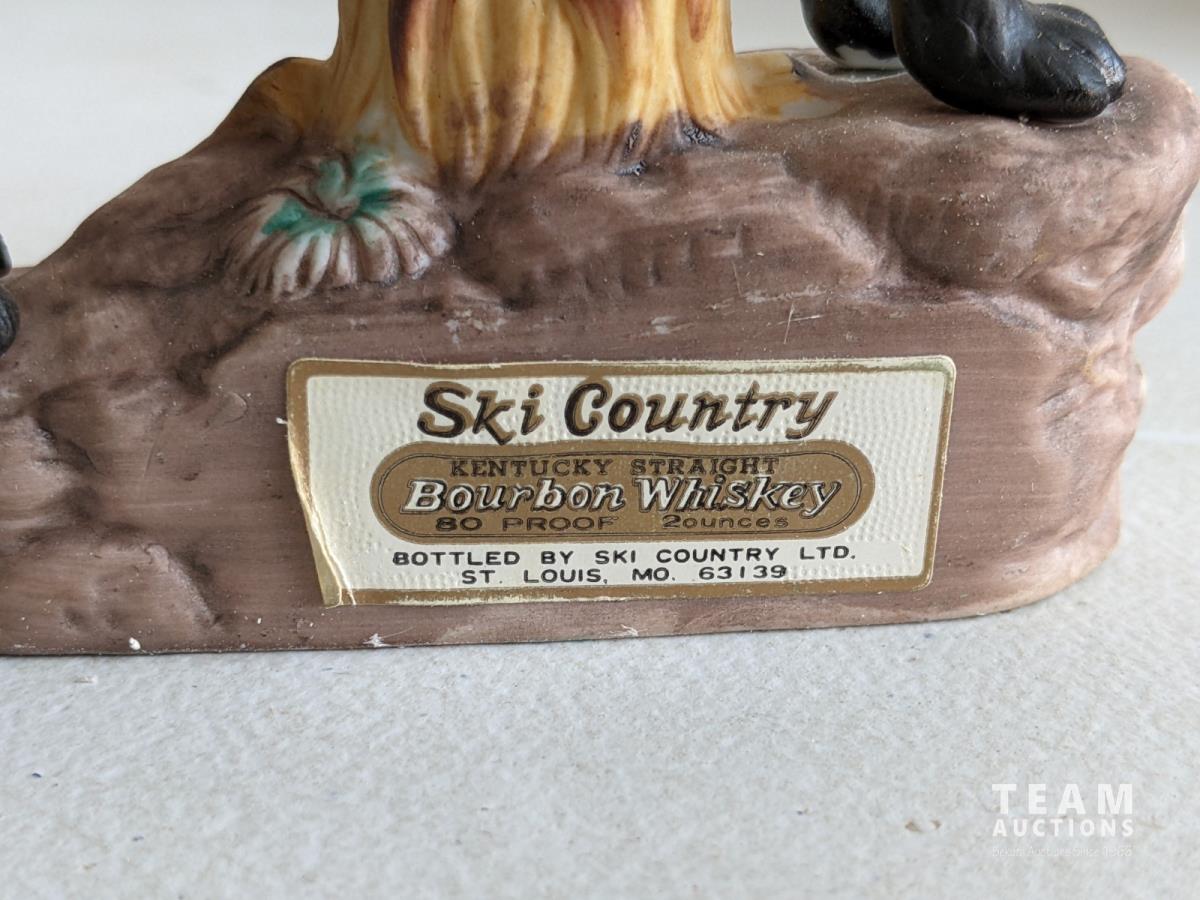 Ski Country
KENTUCKY STRAIGHT
Bourbon Whiskey
80 PROOF 2ounces
BOTTLED BY SKI COUNTRY LTD.
ST. LOUIS, MO. 63139
TEAM
AUCTIONS